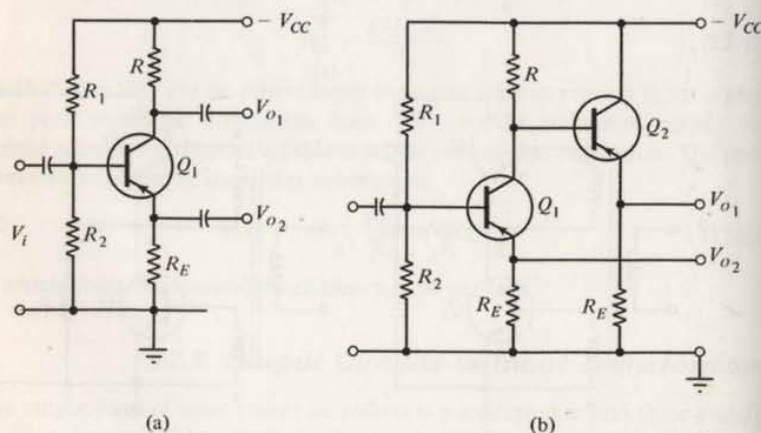 − V_CC
R
R_1
V_o1
Q_1
V_o2
V_i
R_2
R_E
(a)
− V_CC
R
Q_2
R_1
Q_1
V_o1
V_o2
R_2
R_E
R_E
(b)